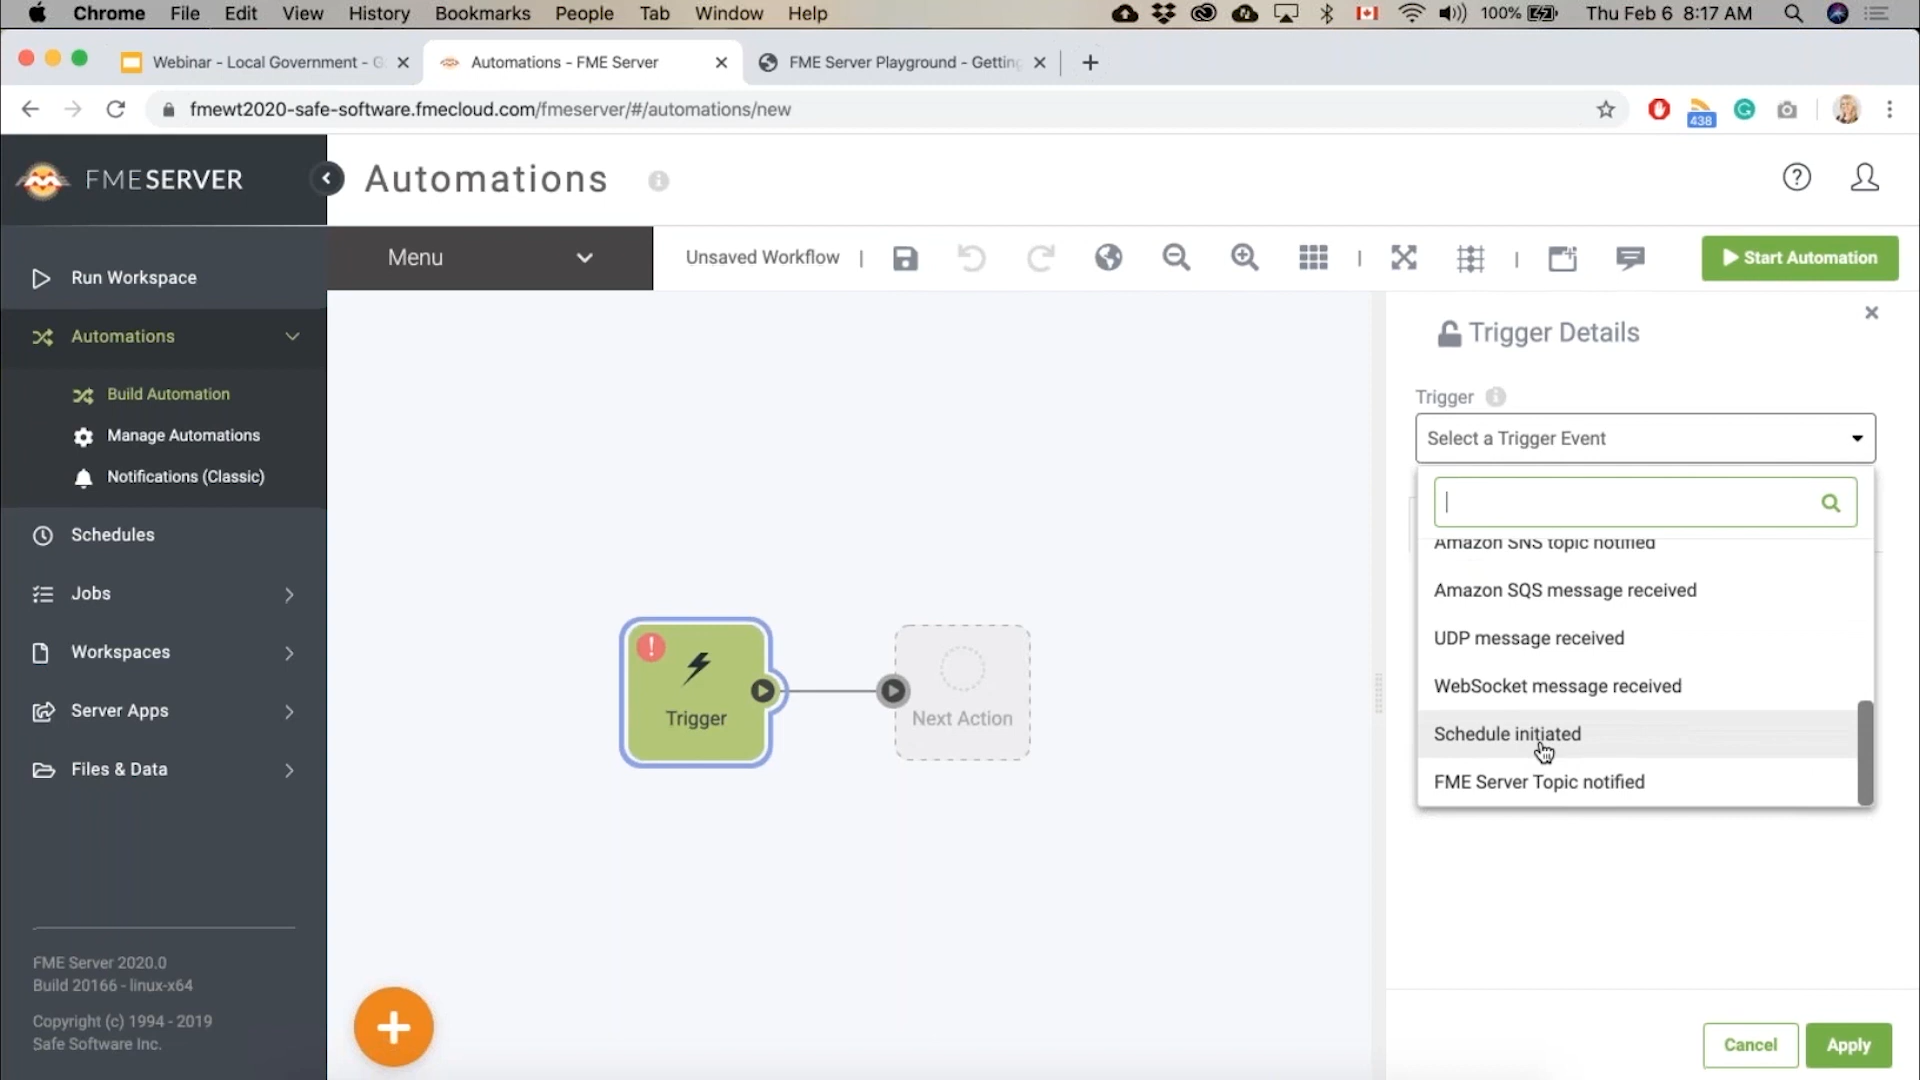 Chrome File Edit View History Bookmarks People Tab Window Help 100% Thu Feb 6 8:17 AM
Webinar - Local Government - G
Automations - FME Server
FME Server Playground - Getting
fmewt2020-safe-software.fmecloud.com/fmeserver/#/automations/new
438
FMESERVER
Automations
Menu
Unsaved Workflow
Start Automation
Run Workspace
Automations
Build Automation
Manage Automations
Notifications (Classic)
Schedules
Jobs
Workspaces
Server Apps
Files & Data
FME Server 2020.0
Build 20166 - linux-x64
Copyright (c) 1994 - 2019
Safe Software Inc.
Trigger
Next Action
Trigger Details
Trigger
Select a Trigger Event
Amazon SNS topic notified
Amazon SQS message received
UDP message received
WebSocket message received
Schedule initiated
FME Server Topic notified
Cancel
Apply